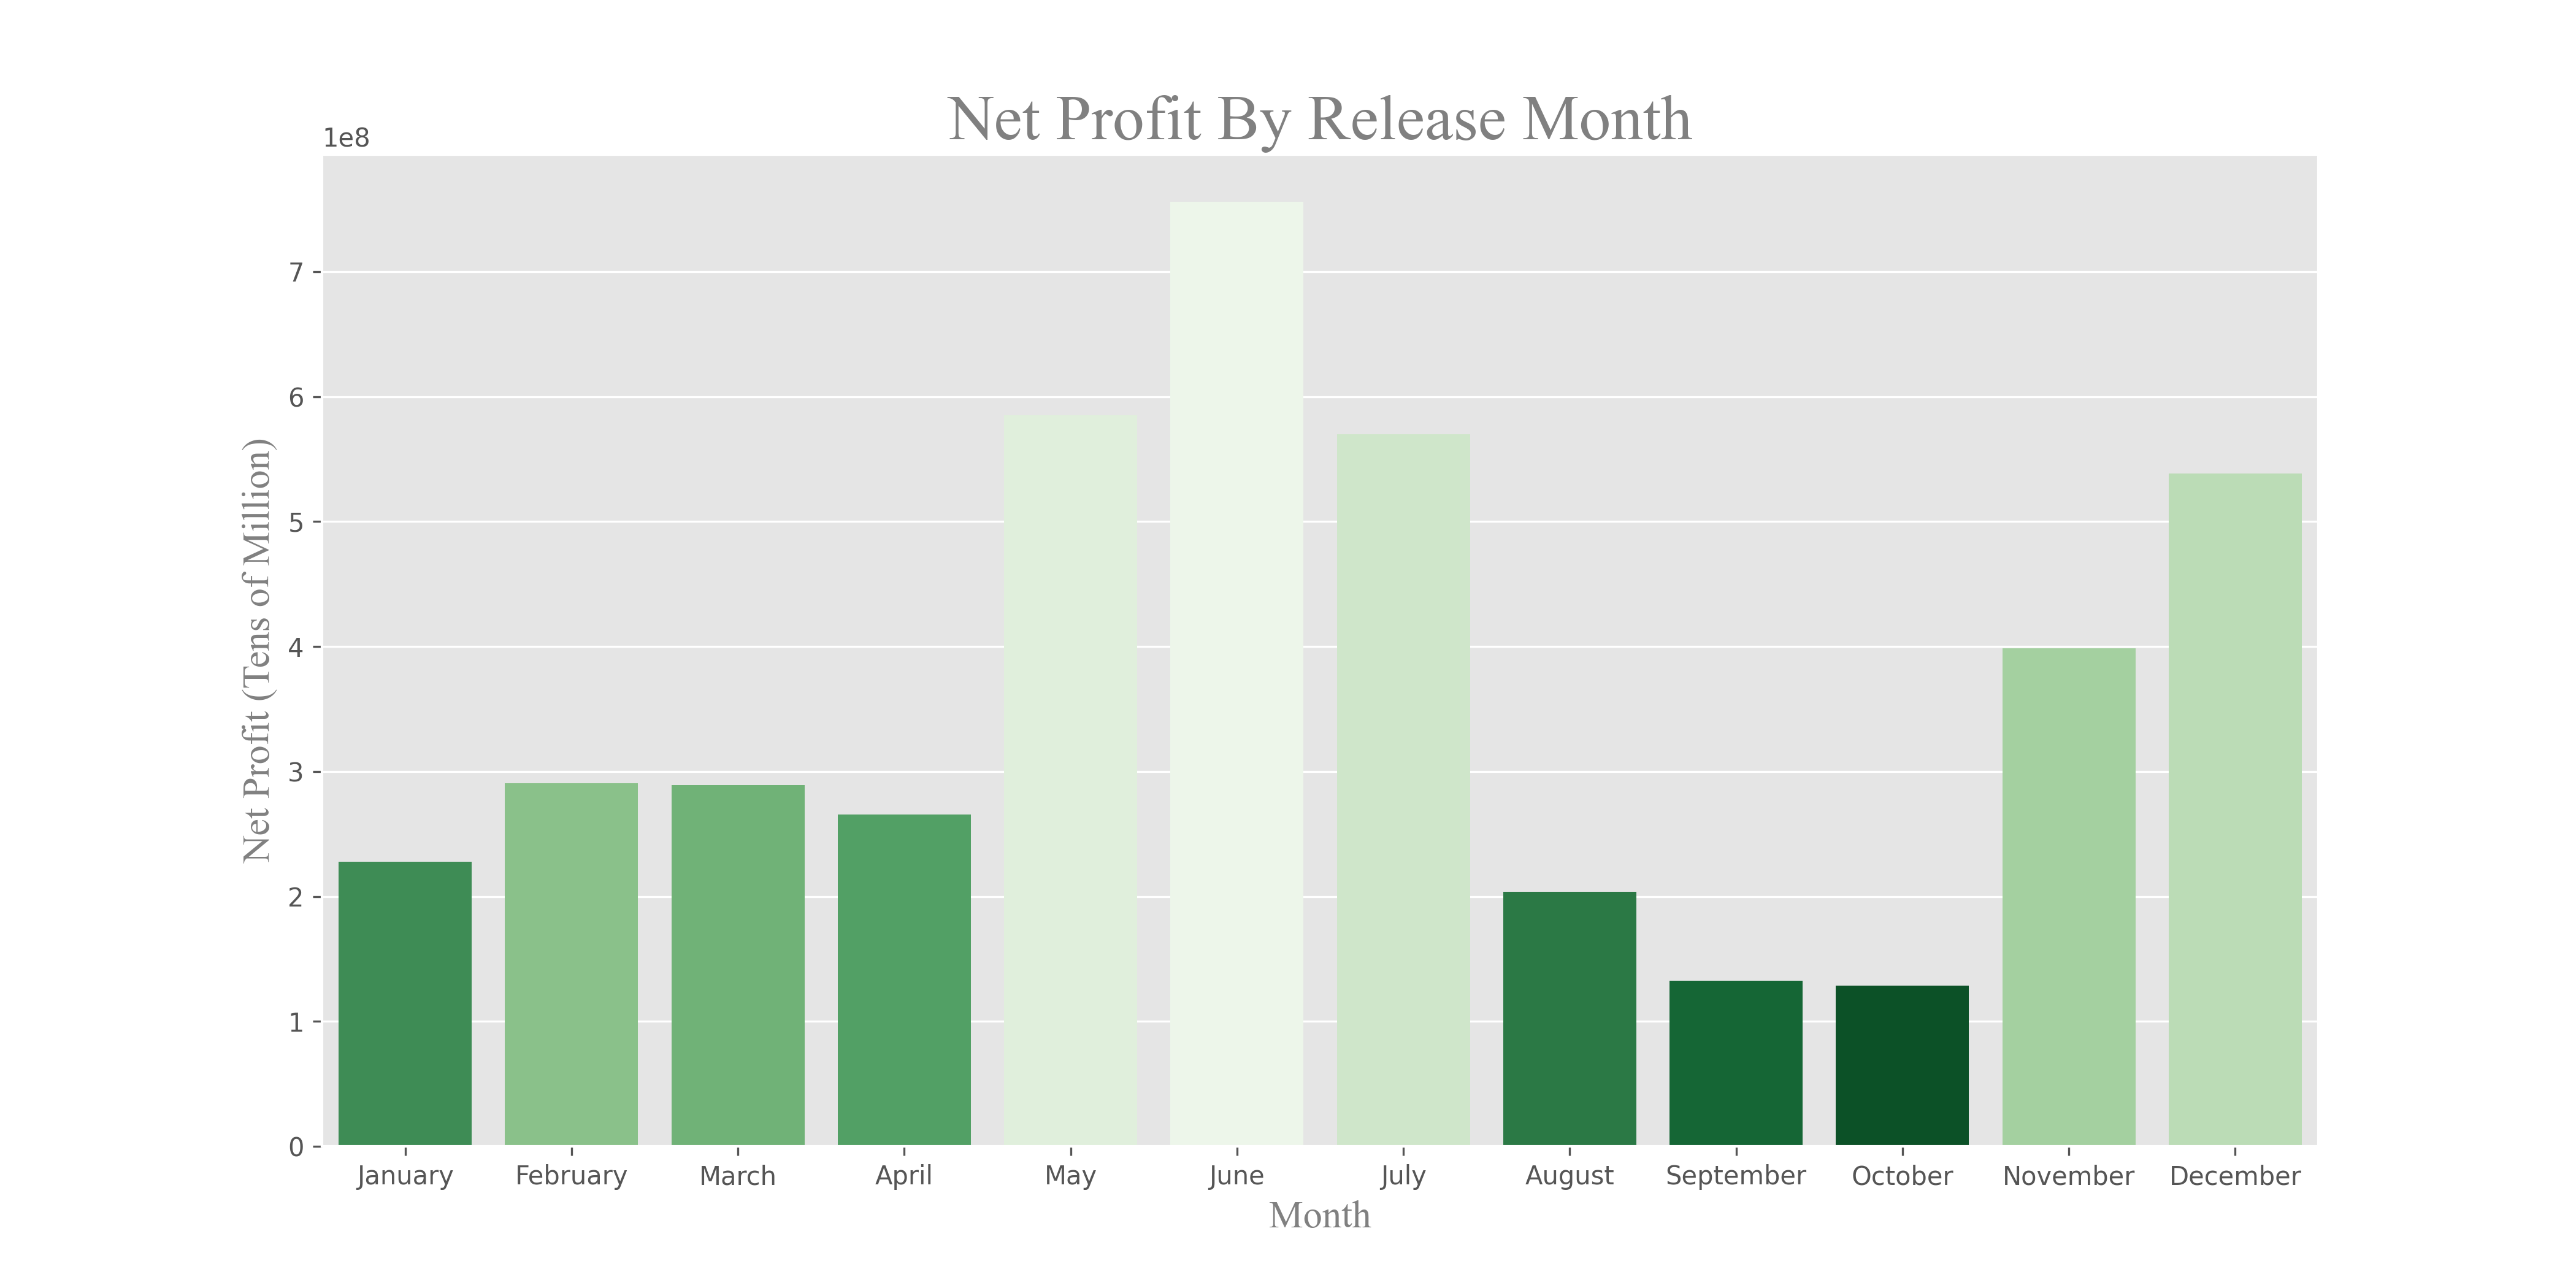 Net Profit By Release Month
1e8
7
6
5
4
3
2
1
0
Net Profit (Tens of Million)
January February March April May June July August September October November December
Month